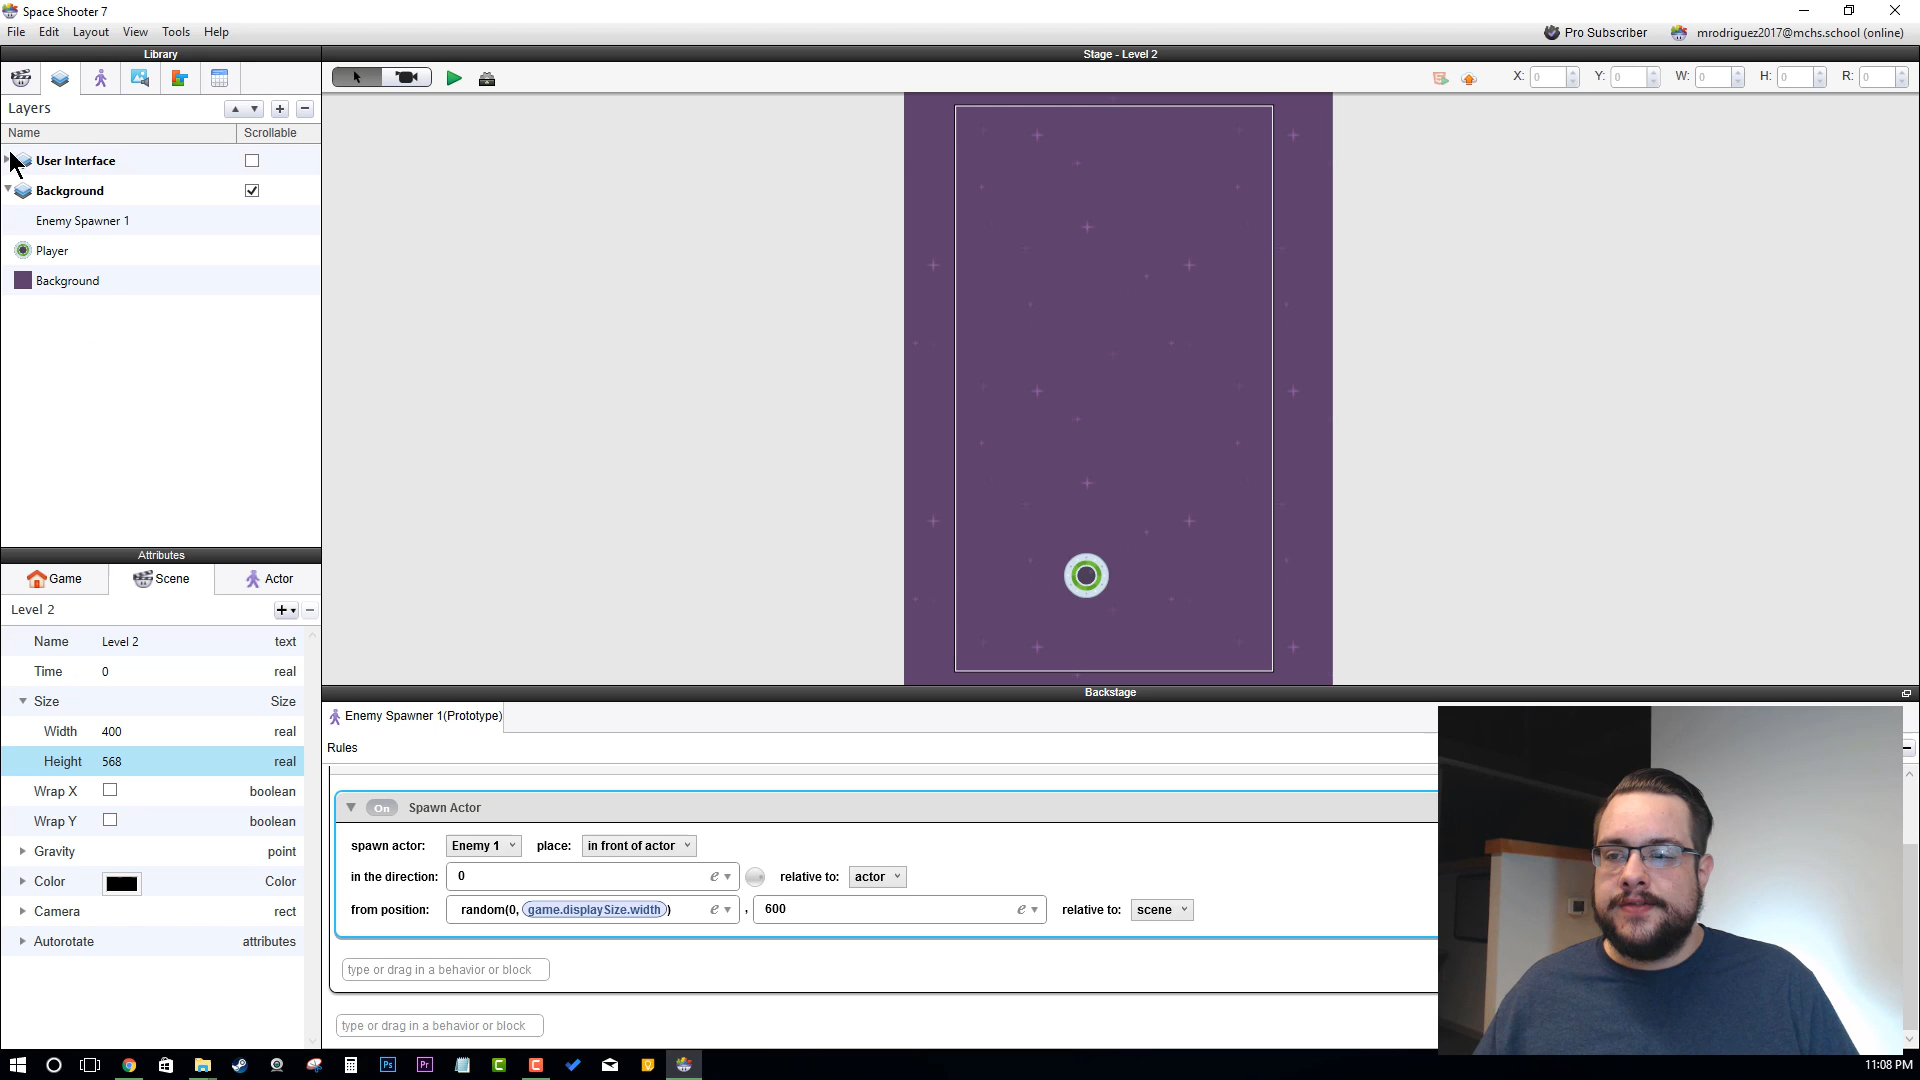 Space Shooter 7
File Edit Layout View Tools Help
Pro Subscriber
mrodriguez2017@mchs.school (online)
Library
Stage - Level 2
X: 0 Y: 0 W: 0 H: 0 R: 0
Layers
Name Scrollable
User Interface
Background
Enemy Spawner 1
Player
Background
Attributes
Game Scene Actor
Level 2
Name Level 2 text
Time 0 real
Size Size
Width 400 real
Height 568 real
Wrap X boolean
Wrap Y boolean
Gravity point
Color Color
Camera rect
Autorotate attributes
Backstage
Enemy Spawner 1(Prototype)
Rules
On Spawn Actor
spawn actor: Enemy 1 place: in front of actor
in the direction: 0 e relative to: actor
from position: random(0, game.displaySize.width) e , 600 e relative to: scene
type or drag in a behavior or block
type or drag in a behavior or block
Ps Pr
11:08 PM